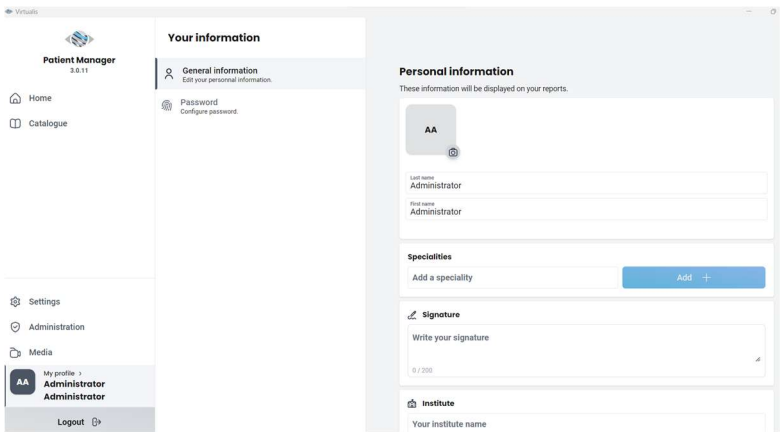 Virtualis
Patient Manager
3.0.11
Home
Catalogue
Settings
Administration
Media
AA
My profile >
Administrator
Administrator
Logout
Your information
General information
Edit your personnal information.
Password
Configure password.
Personal information
These information will be displayed on your reports.
AA
Last name
Administrator
First name
Administrator
Specialities
Add a speciality
Add +
Signature
Write your signature
0 / 200
Institute
Your institute name